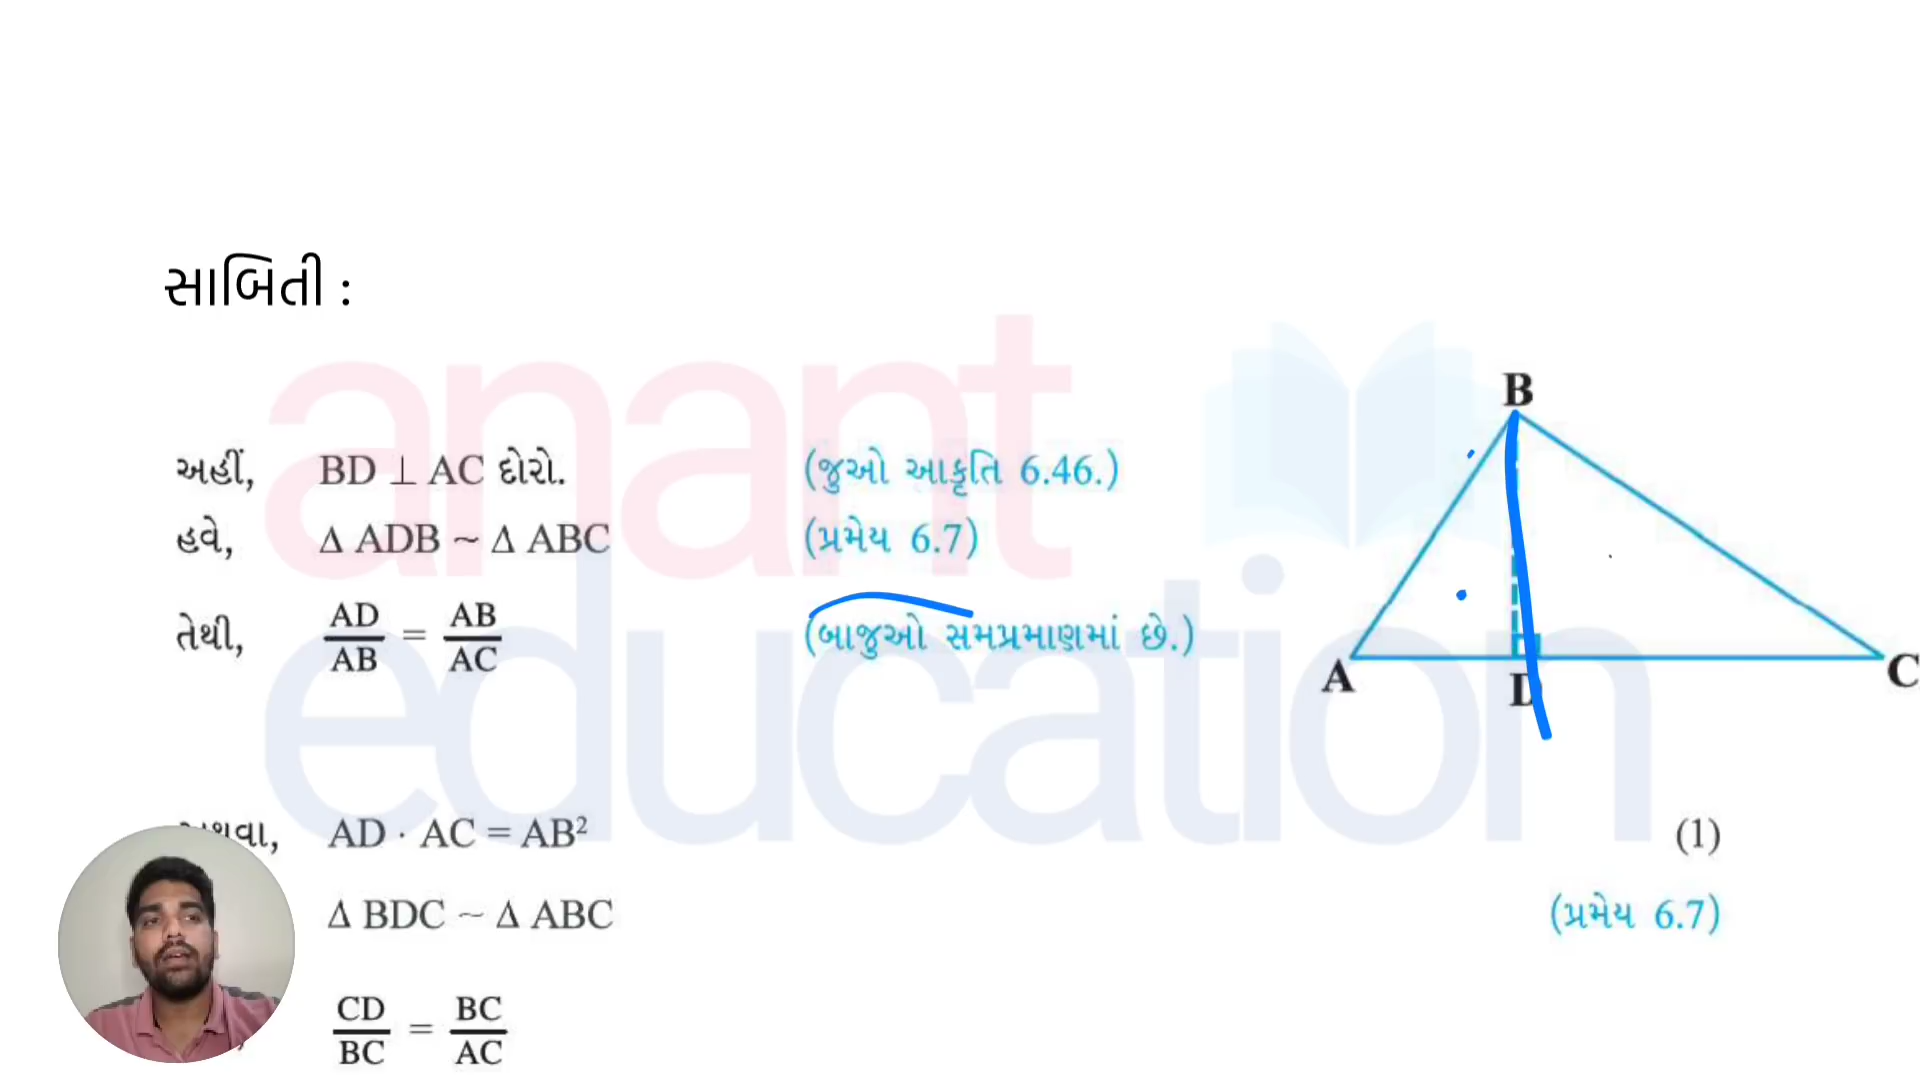 સાબિતી :
anant
education
અહીં, BD ⊥ AC દોરો. (જુઓ આકૃતિ 6.46.)
હવે, Δ ADB ~ Δ ABC (પ્રમેય 6.7)
તેથી, AD/AB = AB/AC (બાજુઓ સમપ્રમાણમાં છે.)
B
A D C
AD · AC = AB² (1)
Δ BDC ~ Δ ABC (પ્રમેય 6.7)
CD/BC = BC/AC